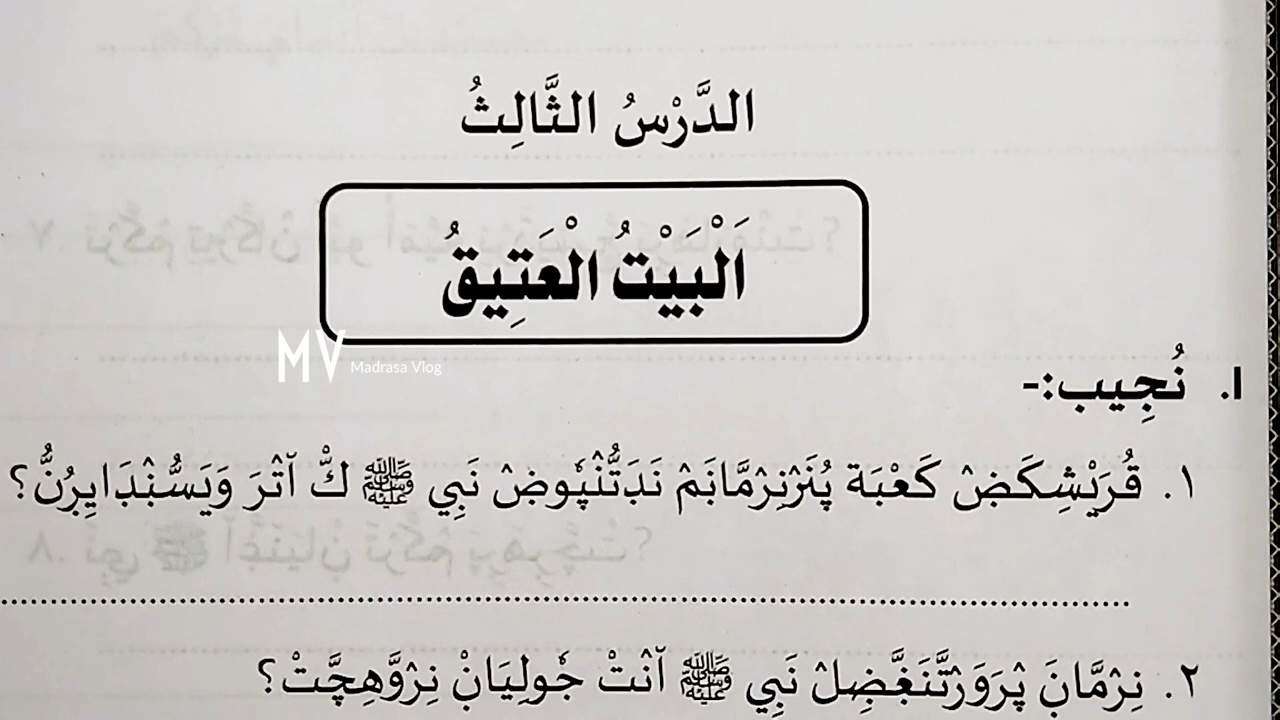 الدَّرْسُ الثَّالِثُ
اَلْبَيْتُ الْعَتِيقُ
MV Madrasa Vlog
I. نُجِيب:-
١. قُرَيْشِكَضْ كَعْبَة پُنَرْنِرْمَّانَمْ نَڊَتُّنْپٗوضْ نَبِي ﷺ كّْ آتْرَ وَيَسُّنْڊَايِرُنُّ؟
٢. نِرْمَّانَ پْرَوَرْتَّنَغَّضِلْ نَبِي ﷺ آنْتْ جٗولِيَانْ نِرْوَّهِچَّتْ؟